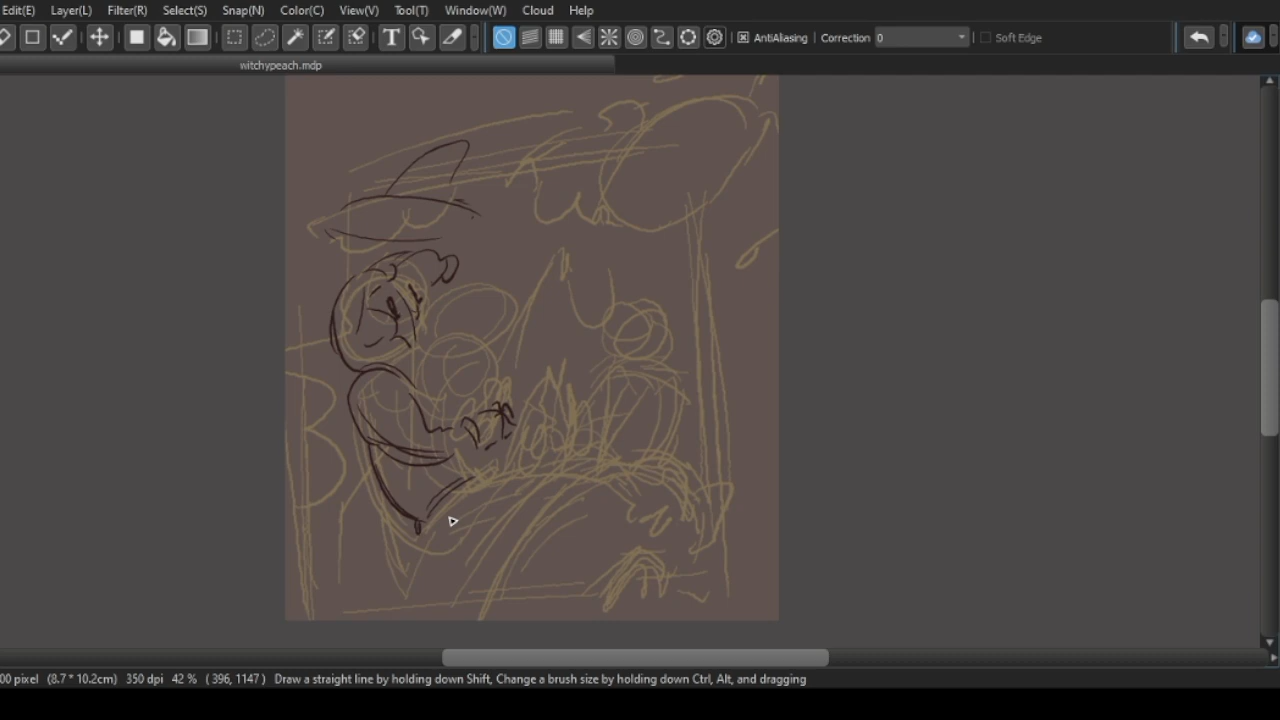 Edit(E) Layer(L) Filter(R) Select(S) Snap(N) Color(C) View(V) Tool(T) Window(W) Cloud Help
T AntiAliasing Correction 0 Soft Edge
witchypeach.mdp
B
00 pixel (8.7 * 10.2cm) 350 dpi 42 % ( 396, 1147 ) Draw a straight line by holding down Shift, Change a brush size by holding down Ctrl, Alt, and dragging